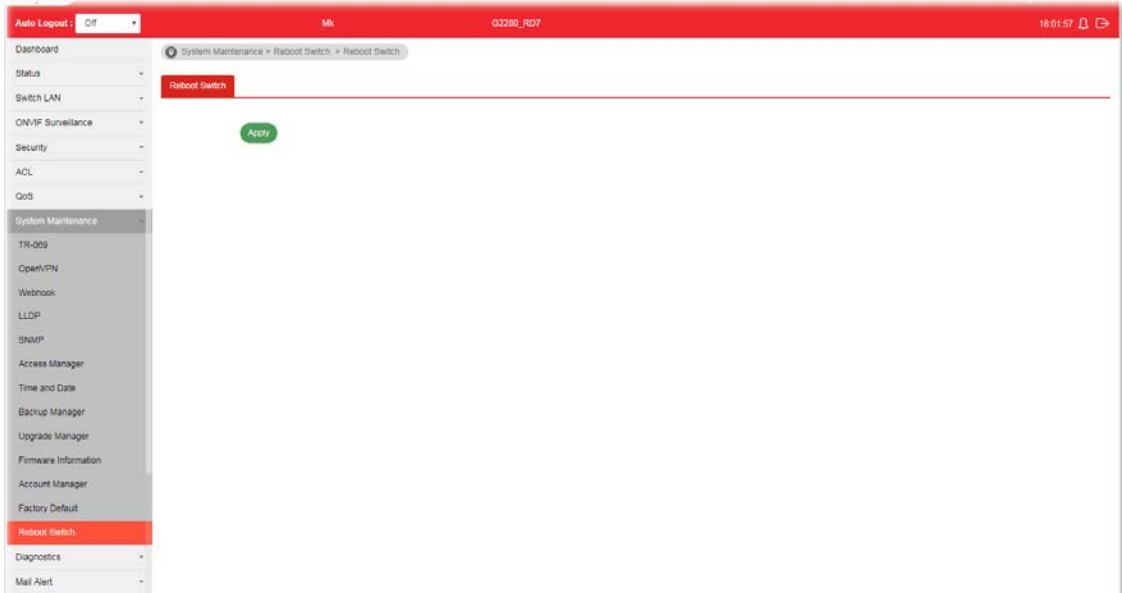 Auto Logout : Off
Mk
G2280_RD7
18:01:57
Dashboard
Status
Switch LAN
ONVIF Surveillance
Security
ACL
QoS
System Maintenance
TR-069
OpenVPN
Webhook
LLDP
SNMP
Access Manager
Time and Date
Backup Manager
Upgrade Manager
Firmware Information
Account Manager
Factory Default
Reboot Switch
Diagnostics
Mail Alert
System Maintenance > Reboot Switch > Reboot Switch
Reboot Switch
Apply